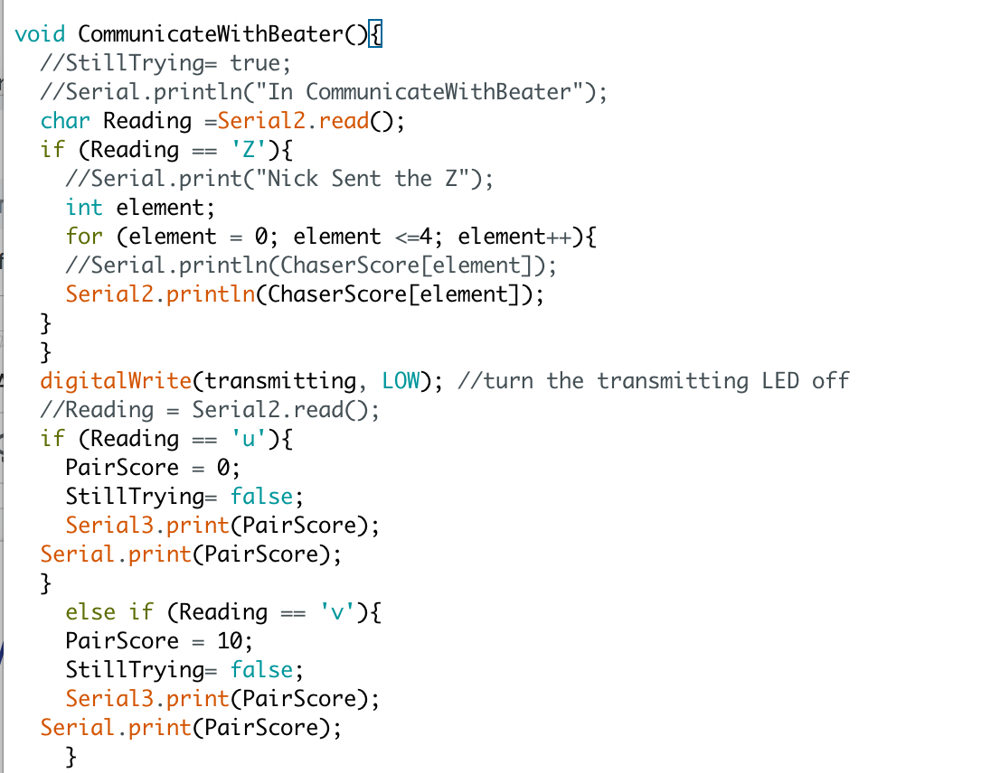 void CommunicateWithBeater(){
//StillTrying= true;
//Serial.println("In CommunicateWithBeater");
char Reading =Serial2.read();
if (Reading == 'Z'){
//Serial.print("Nick Sent the Z");
int element;
for (element = 0; element <=4; element++){
//Serial.println(ChaserScore[element]);
Serial2.println(ChaserScore[element]);
}
}
digitalWrite(transmitting, LOW); //turn the transmitting LED off
//Reading = Serial2.read();
if (Reading == 'u'){
PairScore = 0;
StillTrying= false;
Serial3.print(PairScore);
Serial.print(PairScore);
}
else if (Reading == 'v'){
PairScore = 10;
StillTrying= false;
Serial3.print(PairScore);
Serial.print(PairScore);
}